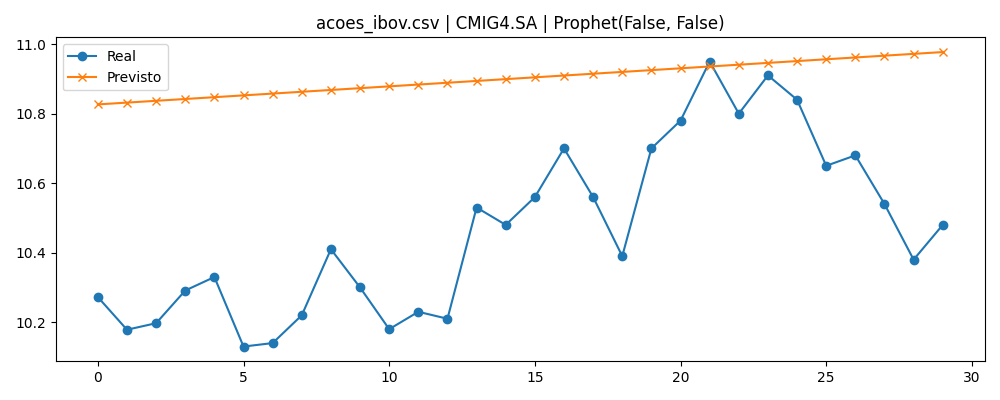 acoes_ibov.csv | CMIG4.SA | Prophet(False, False)
Real
Previsto
11.0
10.8
10.6
10.4
10.2
0 5 10 15 20 25 30